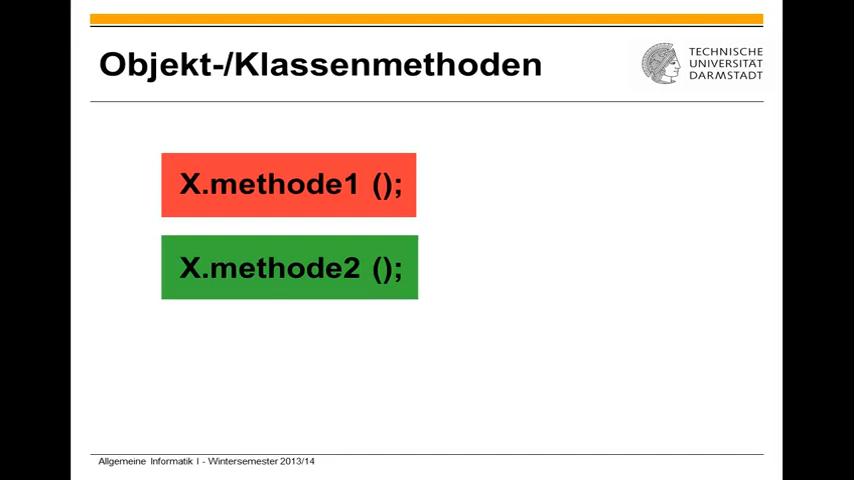 Objekt-/Klassenmethoden
TECHNISCHE
UNIVERSITÄT
DARMSTADT
X.methode1 ();
X.methode2 ();
Allgemeine Informatik I - Wintersemester 2013/14